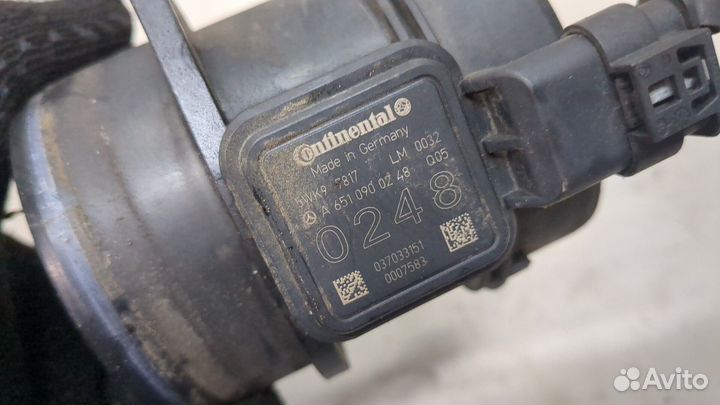 Continental
Made in Germany
5WK9 7817 LM 0032
A 651 090 02 48 Q05
0248
037033151
0007583
Avito